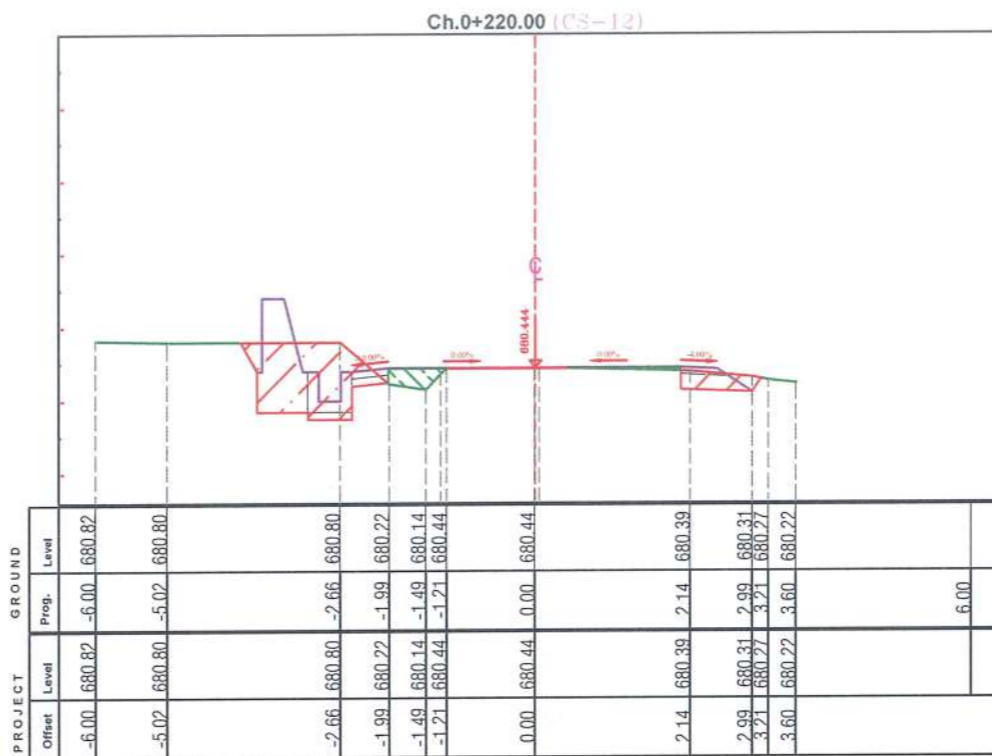 Ch.0+220.00 (CS-12)
680.444
0.00%
0.00%
GROUND
Level
680.82 680.80 680.80 680.22 680.14 680.44 680.44 680.39 680.31 680.27 680.22
Prog.
-6.00 -5.02 -2.66 -1.99 -1.49 -1.21 0.00 2.14 2.99 3.21 3.60 6.00
PROJECT
Level
680.82 680.80 680.80 680.22 680.14 680.44 680.44 680.39 680.31 680.27 680.22
Offset
-6.00 -5.02 -2.66 -1.99 -1.49 -1.21 0.00 2.14 2.99 3.21 3.60